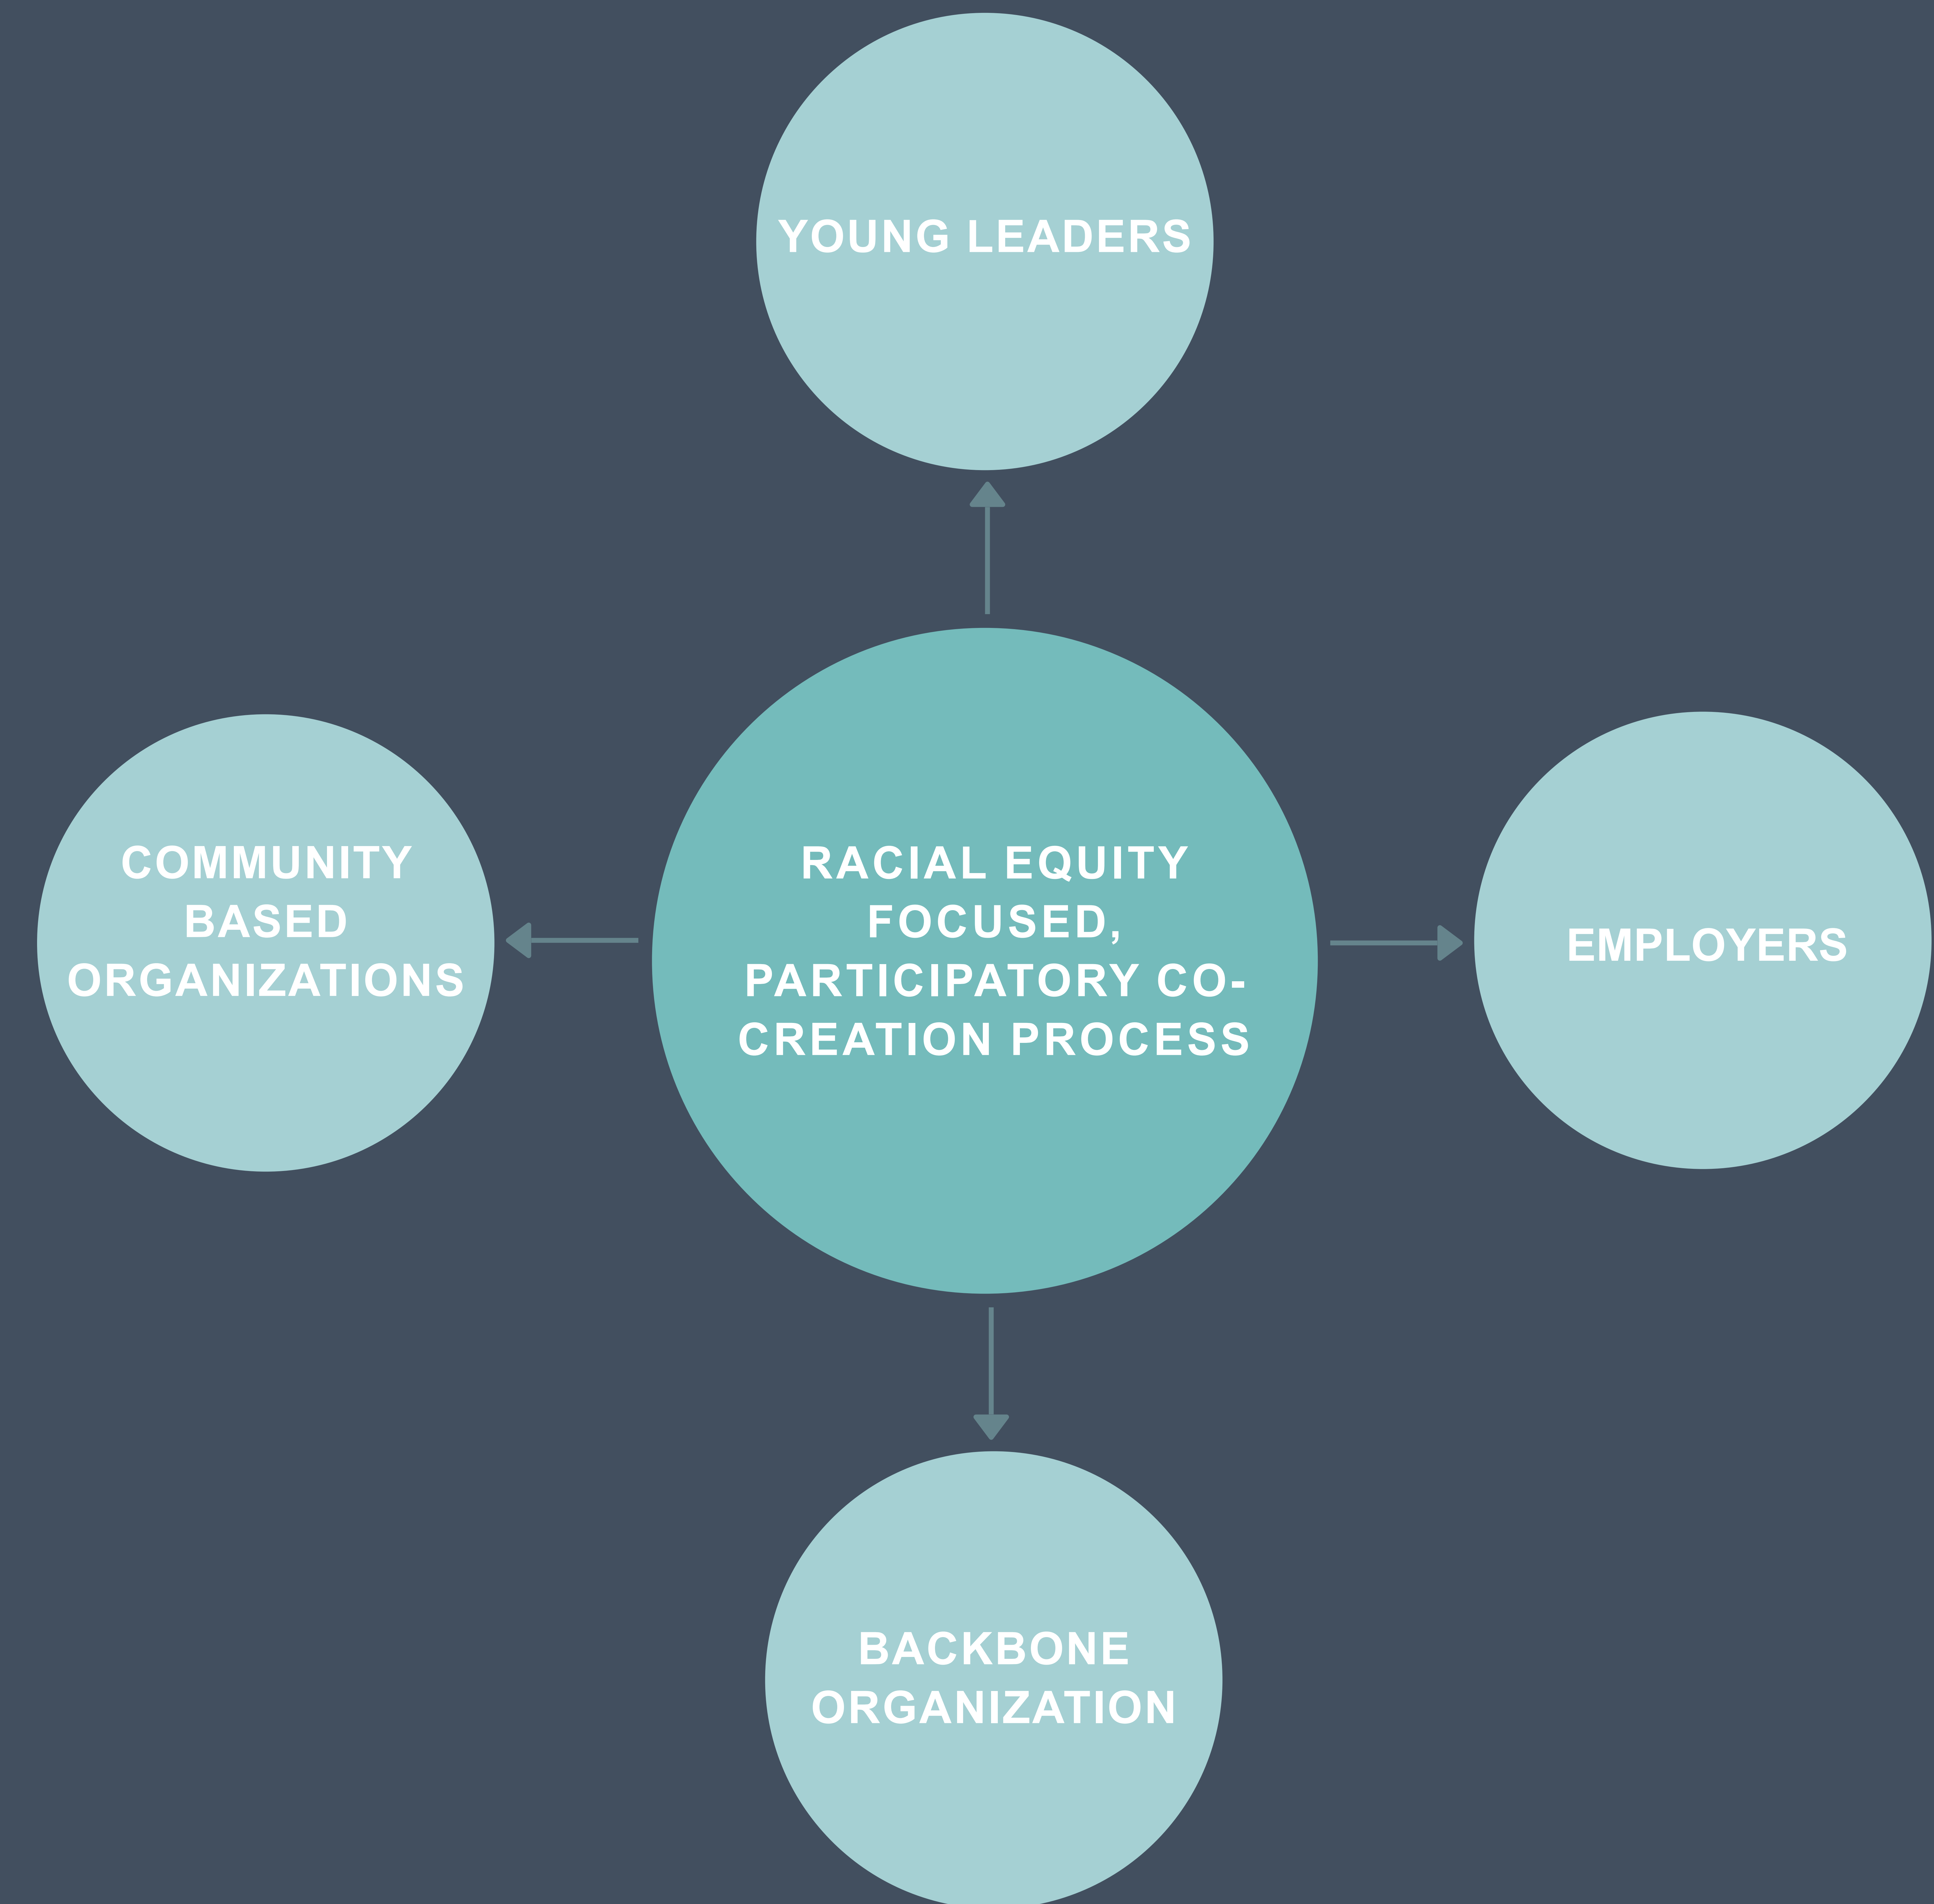 YOUNG LEADERS
COMMUNITY
BASED
ORGANIZATIONS
RACIAL EQUITY
FOCUSED,
PARTICIPATORY CO-
CREATION PROCESS
EMPLOYERS
BACKBONE
ORGANIZATION